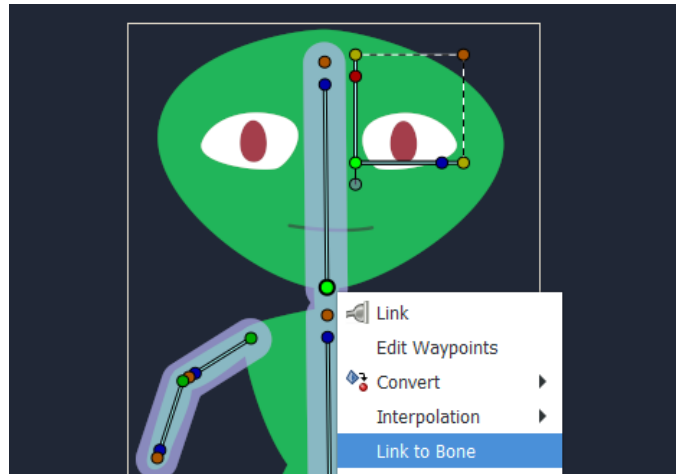 Link
Edit Waypoints
Convert
Interpolation
Link to Bone